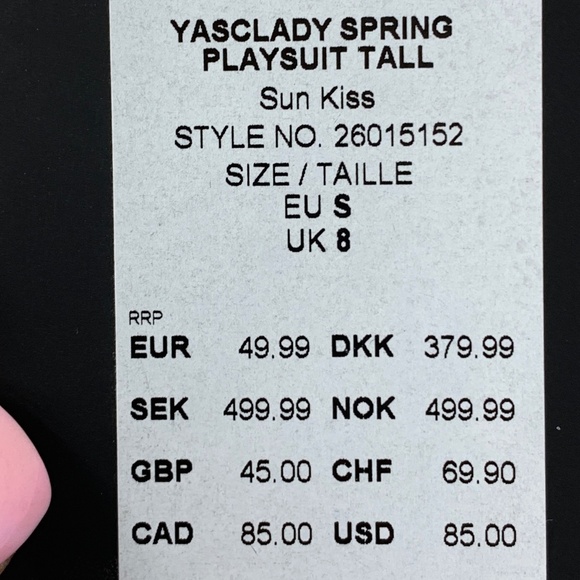 YASCLADY SPRING
PLAYSUIT TALL
Sun Kiss
STYLE NO. 26015152
SIZE / TAILLE
EU S
UK 8
RRP
EUR 49.99 DKK 379.99
SEK 499.99 NOK 499.99
GBP 45.00 CHF 69.90
CAD 85.00 USD 85.00